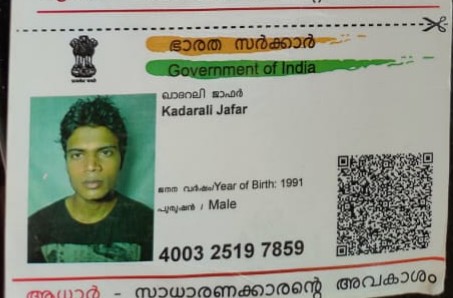 ഭാരത സർക്കാർ
Government of India
ഖാദറലി ജാഫർ
Kadarali Jafar
ജനന വർഷം/Year of Birth: 1991
പുരുഷൻ / Male
4003 2519 7859
ആധാർ - സാധാരണക്കാരന്റെ അവകാശം